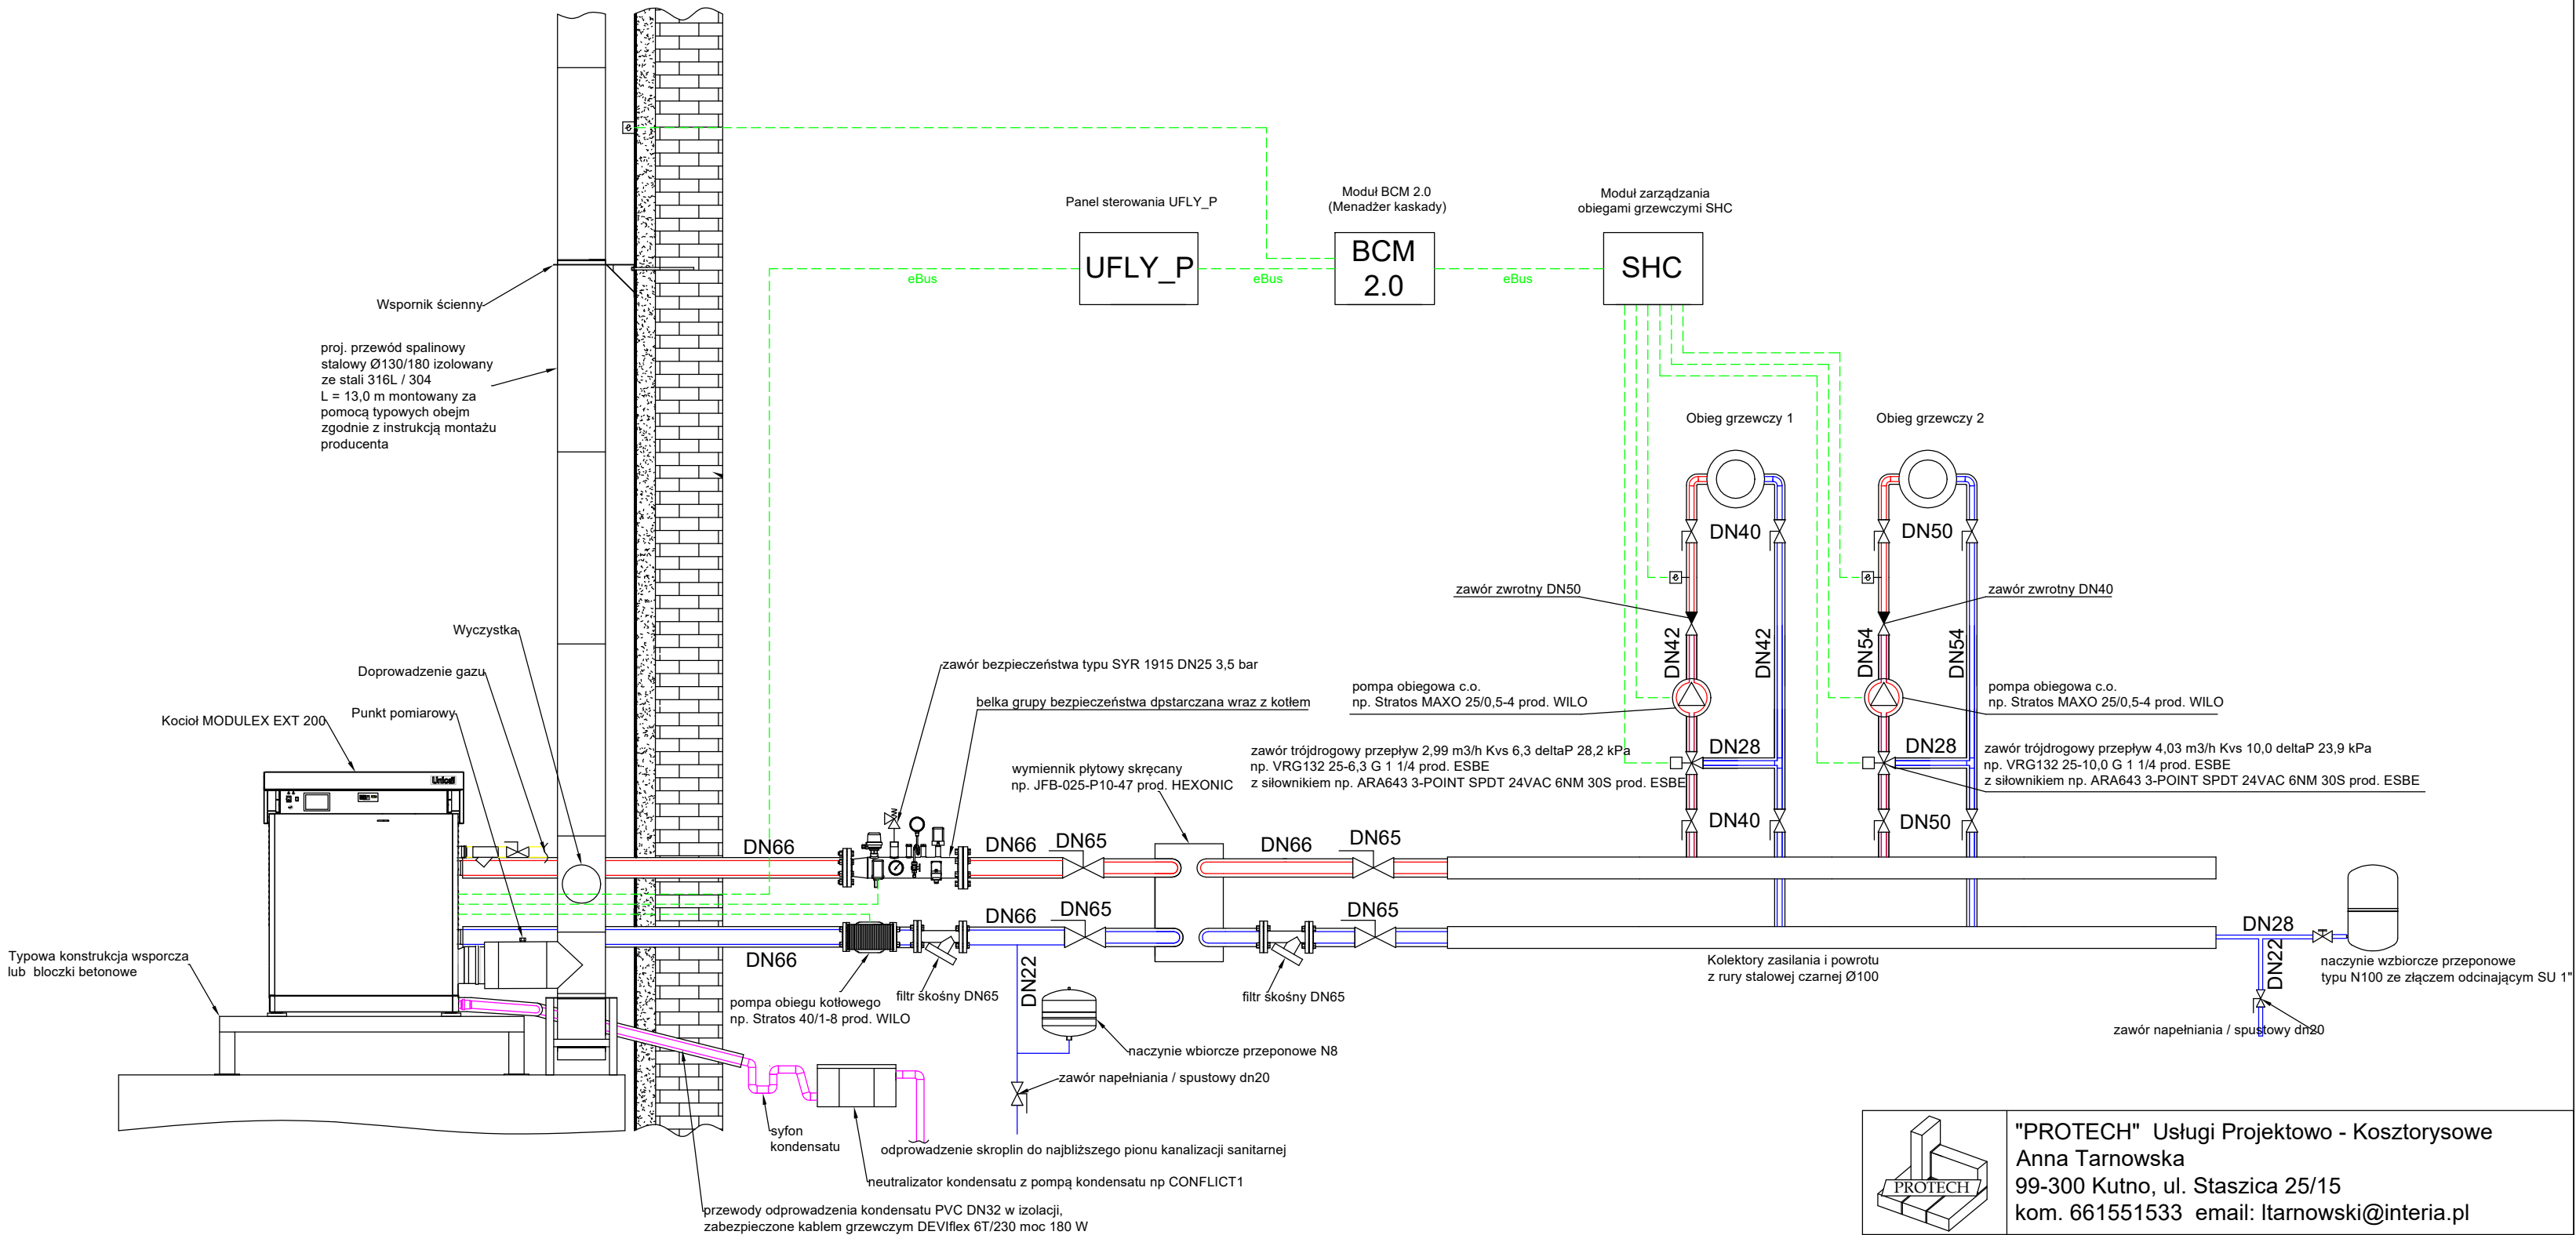 Panel sterowania UFLY_P
Moduł BCM 2.0
(Menadżer kaskady)
Moduł zarządzania
obiegami grzewczymi SHC
UFLY_P
BCM
2.0
SHC
eBus
eBus
eBus
Wspornik ścienny
proj. przewód spalinowy
stalowy Ø130/180 izolowany
ze stali 316L / 304
L = 13,0 m montowany za
pomocą typowych obejm
zgodnie z instrukcją montażu
producenta
Obieg grzewczy 1
Obieg grzewczy 2
DN40
DN50
zawór zwrotny DN50
zawór zwrotny DN40
DN42
DN42
DN54
DN54
Wyczystka
Doprowadzenie gazu
Punkt pomiarowy
Kocioł MODULEX EXT 200
Unical
zawór bezpieczeństwa typu SYR 1915 DN25 3,5 bar
belka grupy bezpieczeństwa dpstarczana wraz z kotłem
pompa obiegowa c.o.
np. Stratos MAXO 25/0,5-4 prod. WILO
pompa obiegowa c.o.
np. Stratos MAXO 25/0,5-4 prod. WILO
wymiennik płytowy skręcany
np. JFB-025-P10-47 prod. HEXONIC
zawór trójdrogowy przepływ 2,99 m3/h Kvs 6,3 deltaP 28,2 kPa
np. VRG132 25-6,3 G 1 1/4 prod. ESBE
z siłownikiem np. ARA643 3-POINT SPDT 24VAC 6NM 30S prod. ESBE
DN28
DN28
zawór trójdrogowy przepływ 4,03 m3/h Kvs 10,0 deltaP 23,9 kPa
np. VRG132 25-10,0 G 1 1/4 prod. ESBE
z siłownikiem np. ARA643 3-POINT SPDT 24VAC 6NM 30S prod. ESBE
DN40
DN50
DN66
DN66
DN65
DN66
DN65
DN66
DN66
DN65
DN65
DN28
DN22
DN22
Typowa konstrukcja wsporcza
lub bloczki betonowe
pompa obiegu kotłowego
np. Stratos 40/1-8 prod. WILO
filtr skośny DN65
filtr skośny DN65
Kolektory zasilania i powrotu
z rury stalowej czarnej Ø100
naczynie wzbiorcze przeponowe
typu N100 ze złączem odcinającym SU 1"
zawór napełniania / spustowy dn20
naczynie wbiorcze przeponowe N8
zawór napełniania / spustowy dn20
syfon
kondensatu
odprowadzenie skroplin do najbliższego pionu kanalizacji sanitarnej
neutralizator kondensatu z pompą kondensatu np CONFLICT1
przewody odprowadzenia kondensatu PVC DN32 w izolacji,
zabezpieczone kablem grzewczym DEVIflex 6T/230 moc 180 W
PROTECH
"PROTECH" Usługi Projektowo - Kosztorysowe
Anna Tarnowska
99-300 Kutno, ul. Staszica 25/15
kom. 661551533 email: ltarnowski@interia.pl